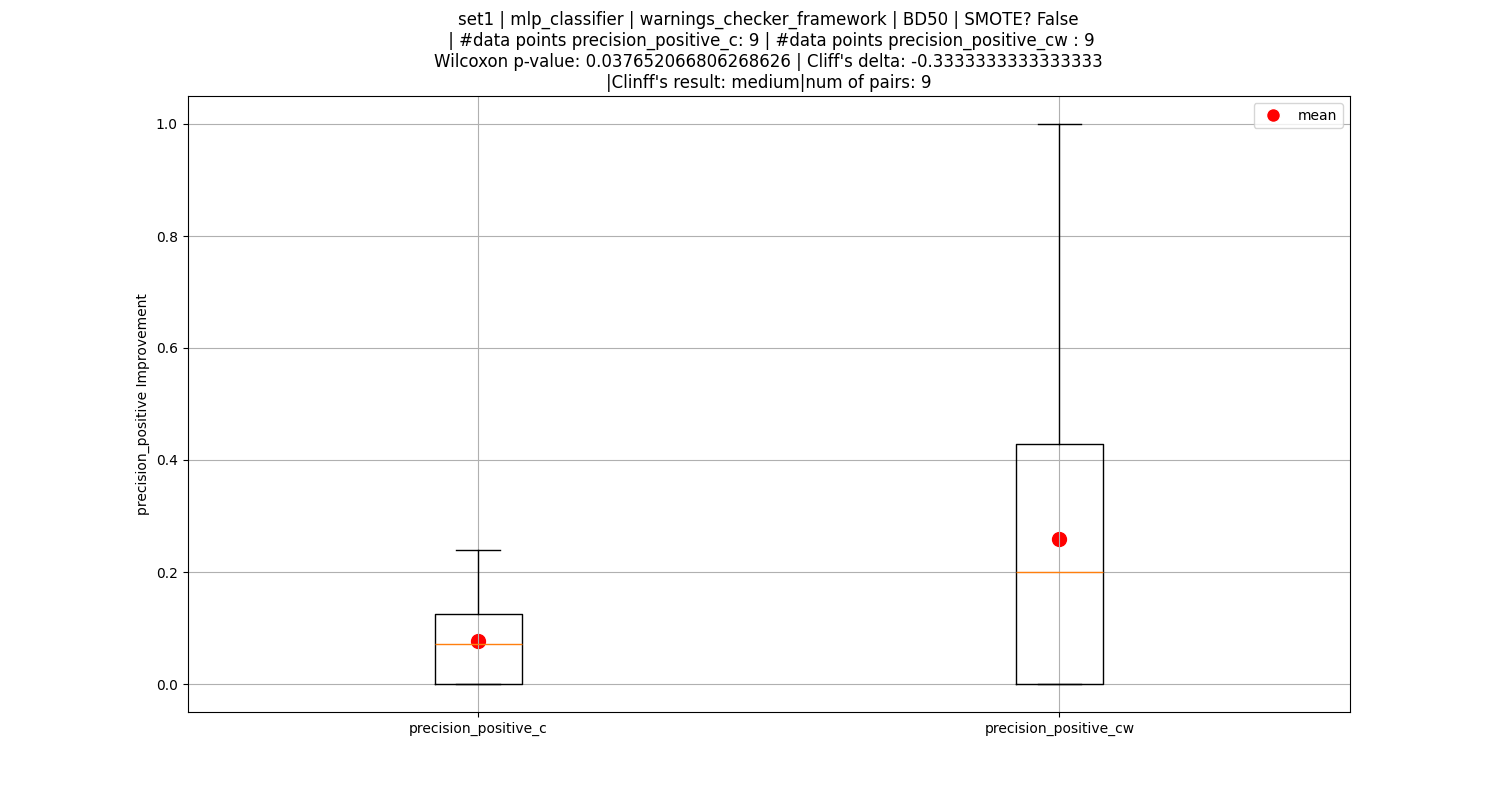 set1 | mlp_classifier | warnings_checker_framework | BD50 | SMOTE? False
| #data points precision_positive_c: 9 | #data points precision_positive_cw : 9
Wilcoxon p-value: 0.037652066806268626 | Cliff's delta: -0.3333333333333333
|Clinff's result: medium|num of pairs: 9
mean
1.0
0.8
0.6
0.4
0.2
0.0
precision_positive Improvement
precision_positive_c
precision_positive_cw